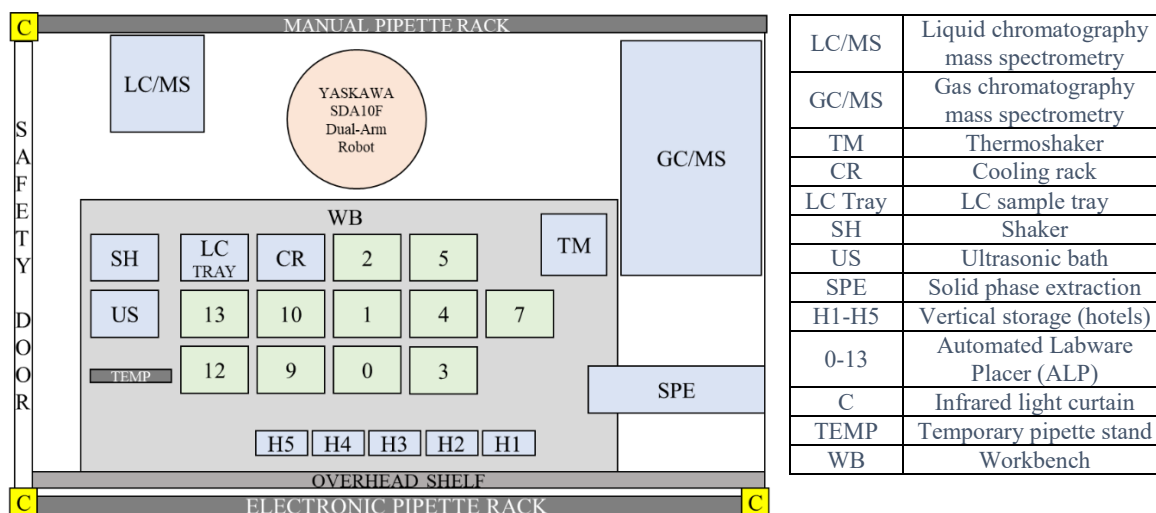 C
MANUAL PIPETTE RACK
LC/MS
YASKAWA
SDA10F
Dual-Arm
Robot
GC/MS
SAFETY DOOR
WB
SH
LC
TRAY
CR
2
5
TM
US
13
10
1
4
7
TEMP
12
9
0
3
SPE
H5
H4
H3
H2
H1
OVERHEAD SHELF
C
ELECTRONIC PIPETTE RACK
C
LC/MS
Liquid chromatography
mass spectrometry
GC/MS
Gas chromatography
mass spectrometry
TM
Thermoshaker
CR
Cooling rack
LC Tray
LC sample tray
SH
Shaker
US
Ultrasonic bath
SPE
Solid phase extraction
H1-H5
Vertical storage (hotels)
0-13
Automated Labware
Placer (ALP)
C
Infrared light curtain
TEMP
Temporary pipette stand
WB
Workbench